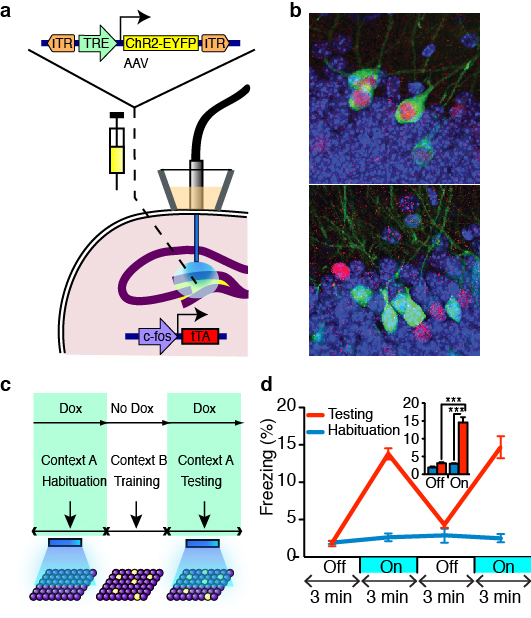 a
ITR TRE ChR2-EYFP ITR
AAV
c-fos tTA
b
c
Dox No Dox Dox
Context A Context B Context A
Habituation Training Testing
d
Freezing (%)
20
15
10
5
0
Testing
Habituation
20
15
10
5
0
***
***
Off On
Off On Off On
3 min 3 min 3 min 3 min